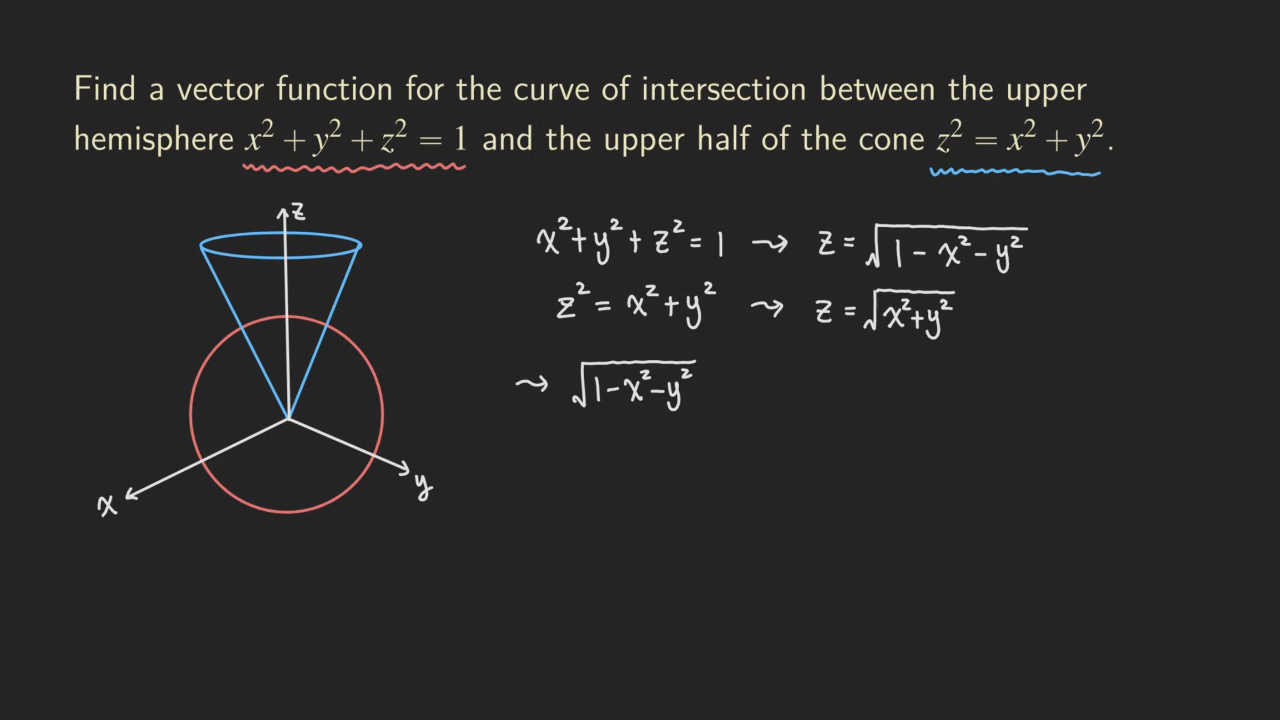 Find a vector function for the curve of intersection between the upper
hemisphere x² + y² + z² = 1 and the upper half of the cone z² = x² + y².
z
x² + y² + z² = 1 ⇝ z = √(1 − x² − y²)
z² = x² + y² ⇝ z = √(x² + y²)
⇝ √(1 − x² − y²)
x
y